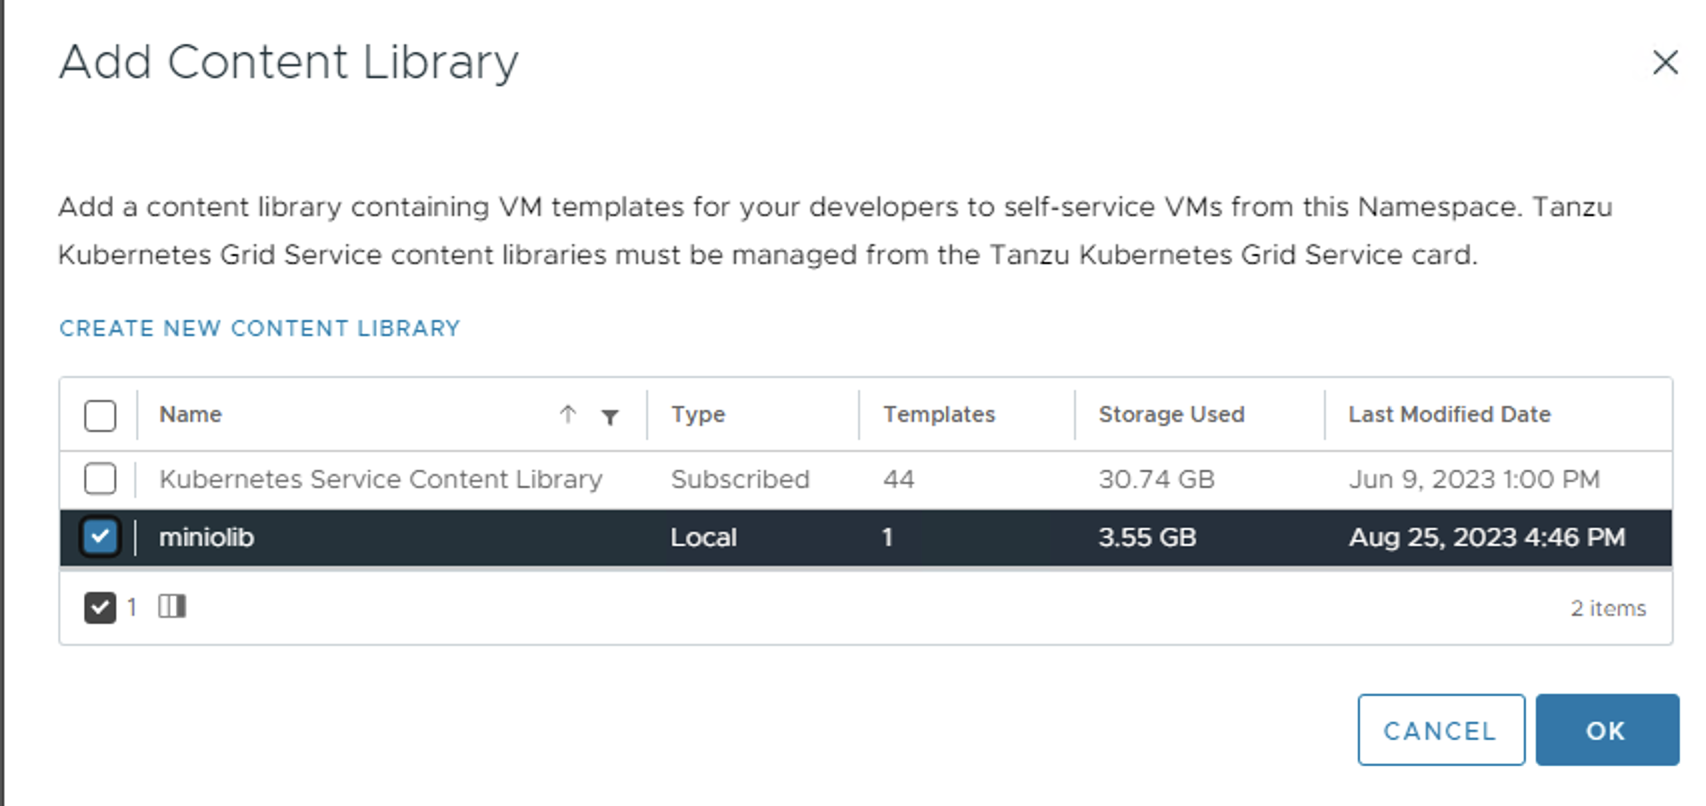 Add Content Library
Add a content library containing VM templates for your developers to self-service VMs from this Namespace. Tanzu
Kubernetes Grid Service content libraries must be managed from the Tanzu Kubernetes Grid Service card.
CREATE NEW CONTENT LIBRARY
Name Type Templates Storage Used Last Modified Date
Kubernetes Service Content Library Subscribed 44 30.74 GB Jun 9, 2023 1:00 PM
miniolib Local 1 3.55 GB Aug 25, 2023 4:46 PM
1 2 items
CANCEL OK